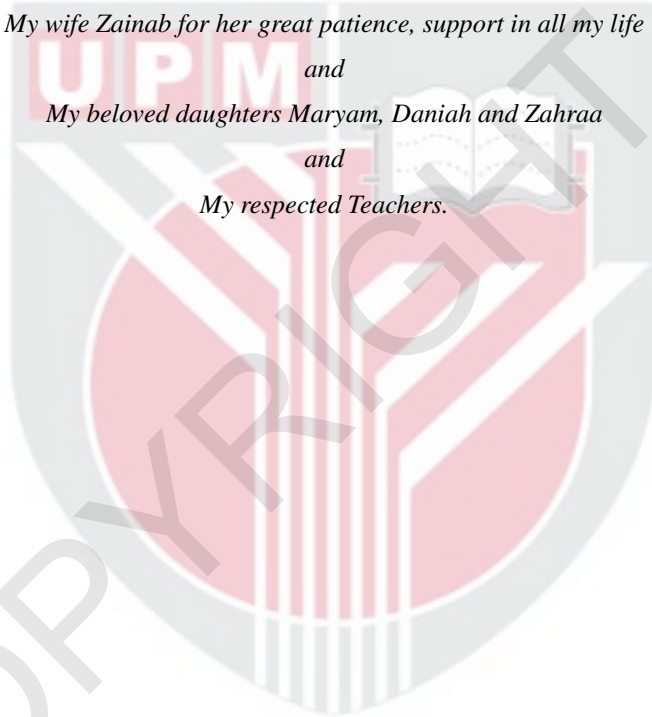 My wife Zainab for her great patience, support in all my life
UPM
and
My beloved daughters Maryam, Daniah and Zahraa
and
My respected Teachers.
COPYRIGHT